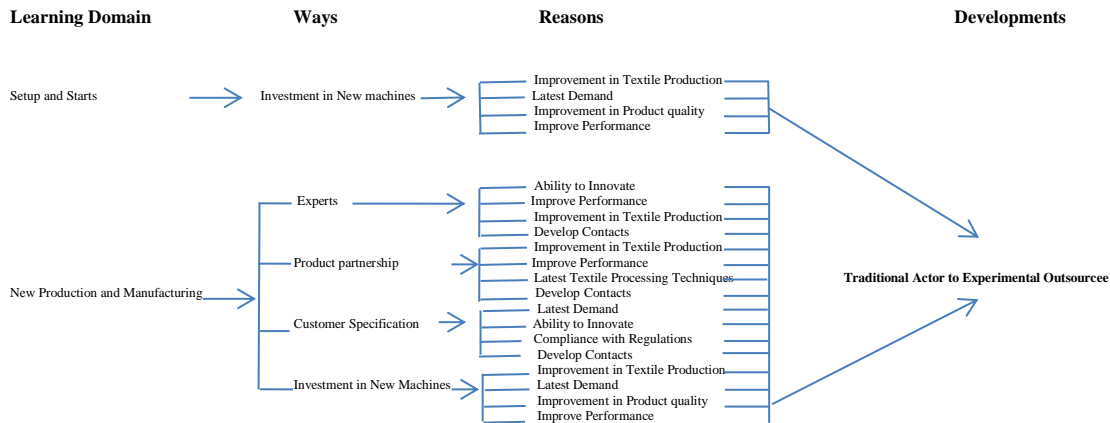 Learning Domain Ways Reasons Developments
Improvement in Textile Production
Setup and Starts Investment in New machines Latest Demand
Improvement in Product quality
Improve Performance
Ability to Innovate
Experts Improve Performance
Improvement in Textile Production
Develop Contacts
Improvement in Textile Production
Product partnership Improve Performance
Latest Textile Processing Techniques Traditional Actor to Experimental Outsourcee
New Production and Manufacturing Develop Contacts
Latest Demand
Customer Specification Ability to Innovate
Compliance with Regulations
Develop Contacts
Improvement in Textile Production
Investment in New Machines Latest Demand
Improvement in Product quality
Improve Performance